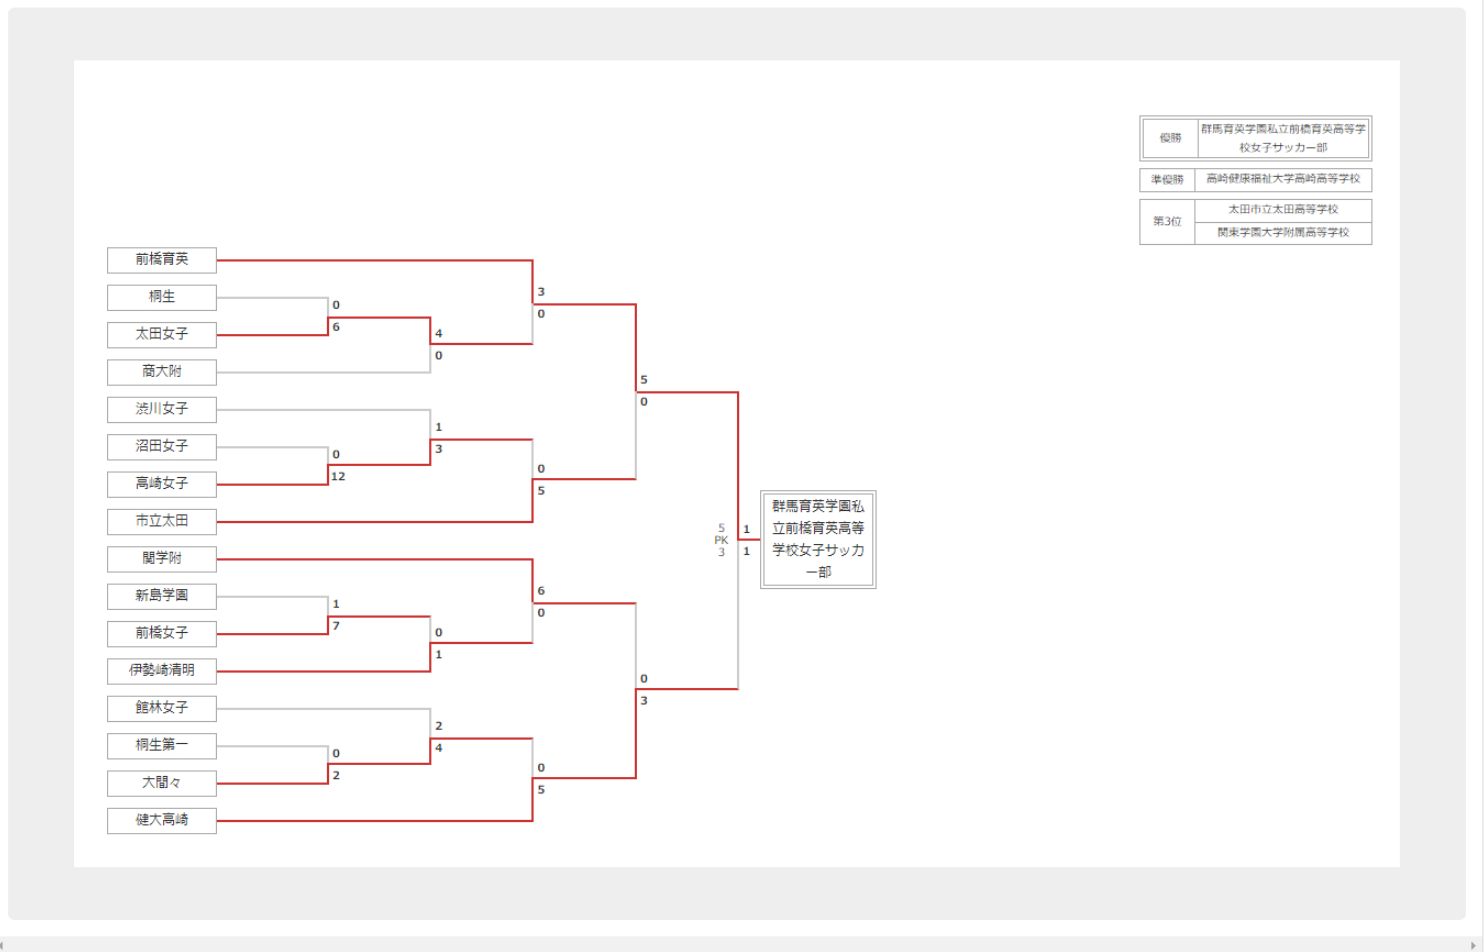 優勝
群馬育英学園私立前橋育英高等学
校女子サッカー部
準優勝
高崎健康福祉大学高崎高等学校
第3位
太田市立太田高等学校
関東学園大学附属高等学校
前橋育英
桐生
太田女子
商大附
渋川女子
沼田女子
高崎女子
市立太田
関学附
新島学園
前橋女子
伊勢崎清明
館林女子
桐生第一
大間々
健大高崎
0
6
0
12
1
7
0
2
4
0
1
3
0
1
2
4
3
0
0
5
6
0
0
5
5
0
0
3
5
PK
3
1
1
群馬育英学園私
立前橋育英高等
学校女子サッカ
ー部